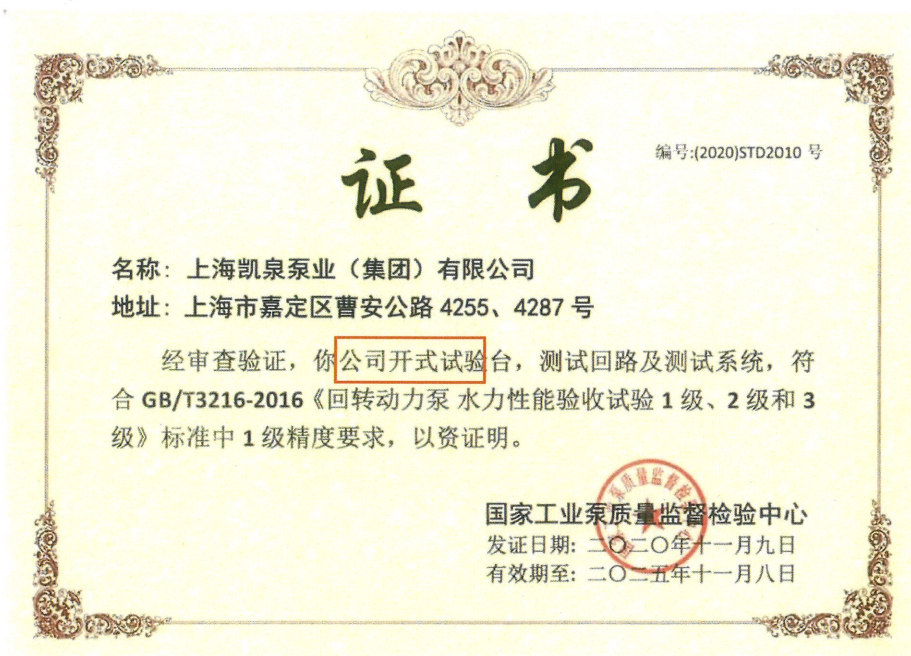 编号:(2020)STD2010 号
证 书
名称：上海凯泉泵业（集团）有限公司
地址：上海市嘉定区曹安公路 4255、4287 号
经审查验证，你公司开式试验台，测试回路及测试系统，符
合 GB/T3216-2016《回转动力泵 水力性能验收试验 1 级、2 级和 3
级》标准中 1 级精度要求，以资证明。
国家工业泵质量监督检验中心
发证日期: 二〇二〇年十一月九日
有效期至: 二〇二五年十一月八日